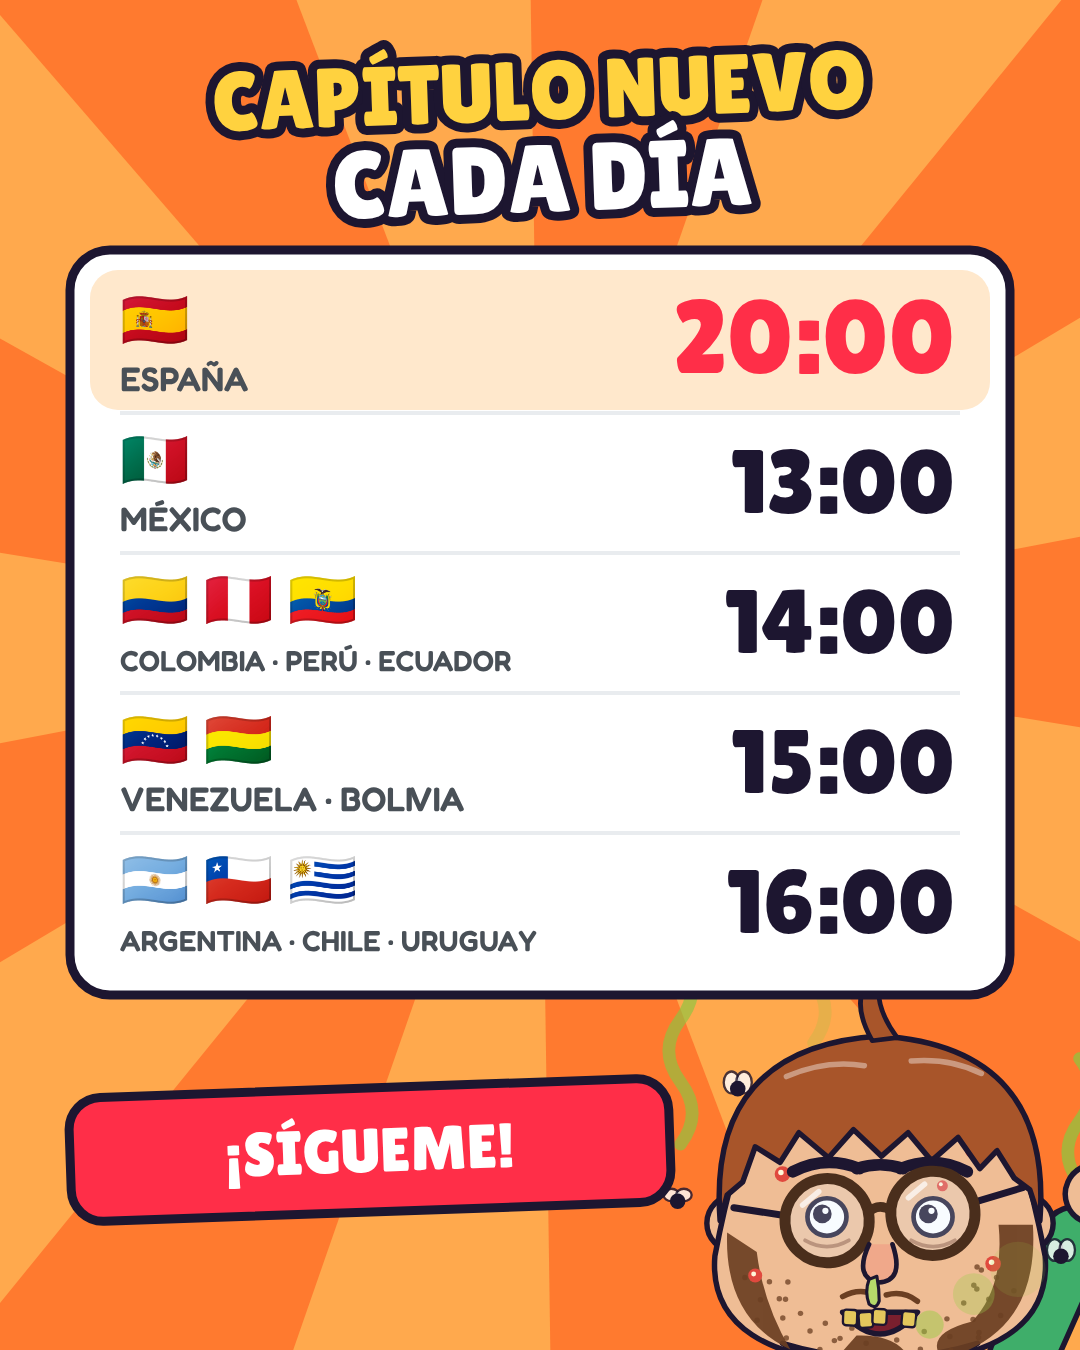 CAPÍTULO NUEVO
CADA DÍA
ESPAÑA
20:00
MÉXICO
13:00
COLOMBIA · PERÚ · ECUADOR
14:00
VENEZUELA · BOLIVIA
15:00
ARGENTINA · CHILE · URUGUAY
16:00
¡SÍGUEME!